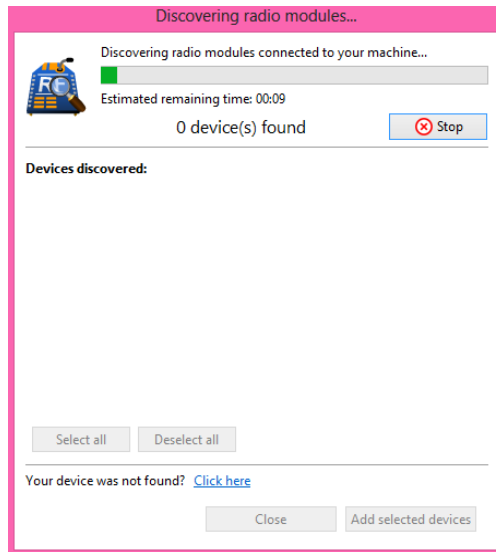 Discovering radio modules...
Discovering radio modules connected to your machine...
RF
Estimated remaining time: 00:09
0 device(s) found
Stop
Devices discovered:
Select all
Deselect all
Your device was not found? Click here
Close
Add selected devices